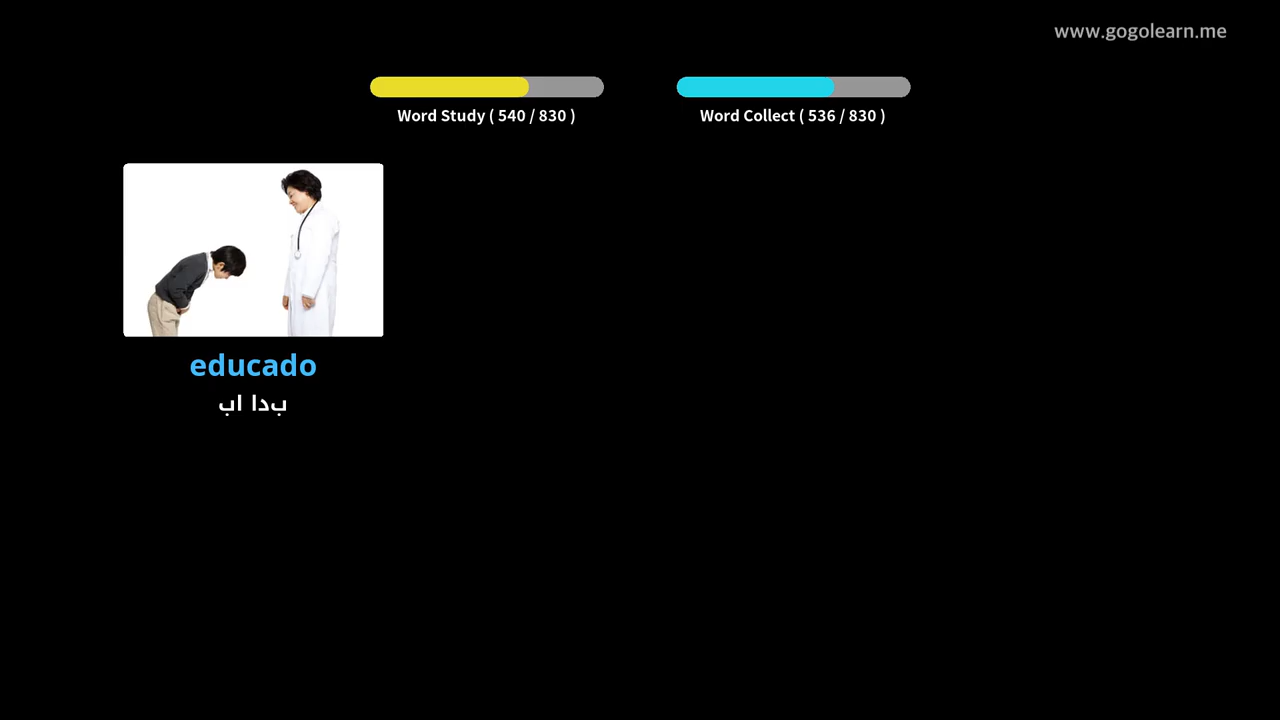 www.gogolearn.me
Word Study ( 540 / 830 )
Word Collect ( 536 / 830 )
educado
بدا اب